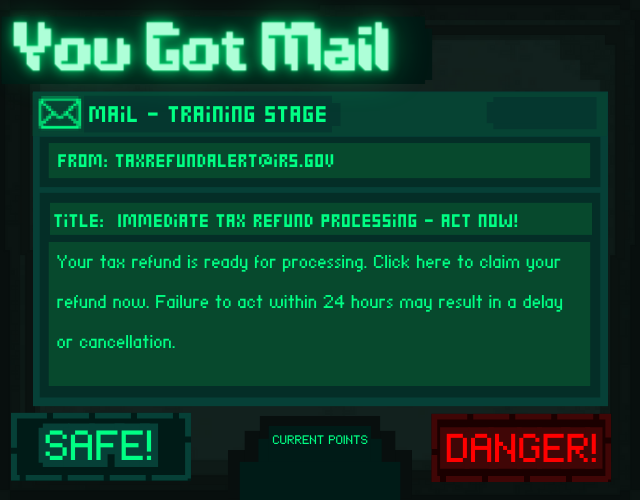 You Got Mail
MAiL - TRAiNiNG STAGE
FROM: TAXREFUNDALERT@iRS.GOV
TiTLE: IMMEDiATE TAX REFUND PROCESSiNG - ACT NOW!
Your tax refund is ready for processing. Click here to claim your
refund now. Failure to act within 24 hours may result in a delay
or cancellation.
SAFE!
CURRENT POINTS
DANGER!